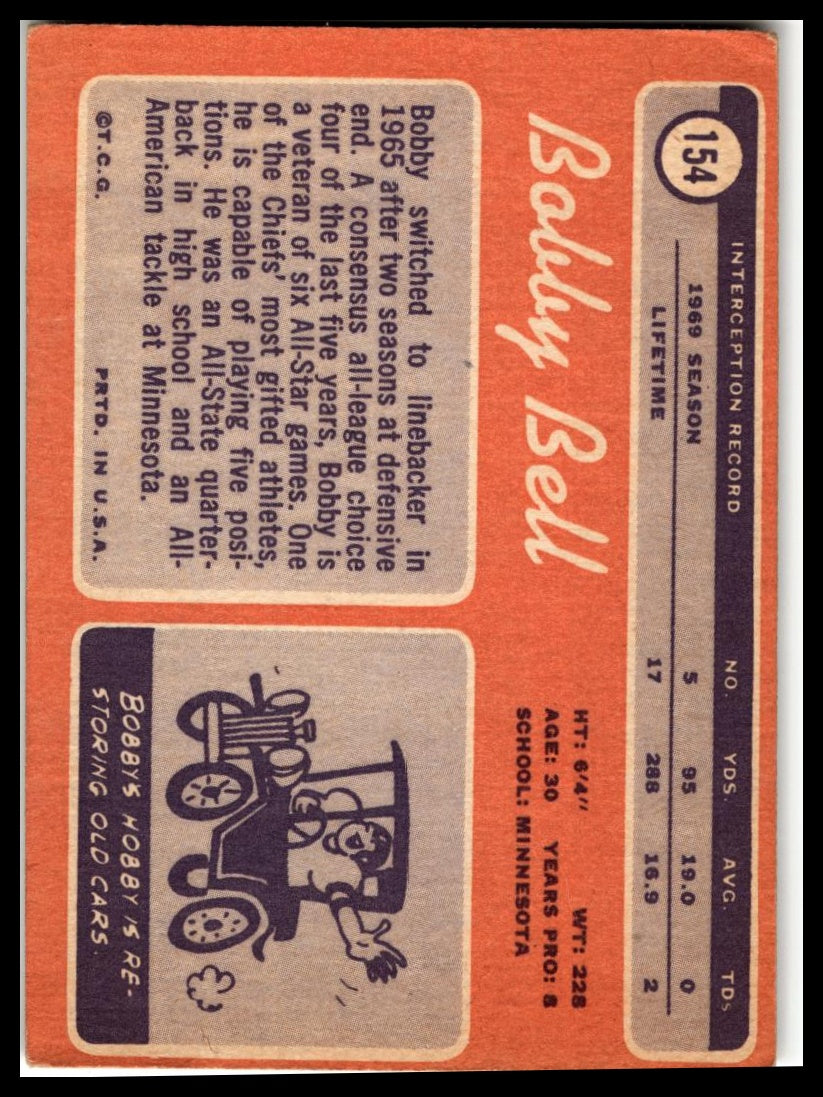 154
INTERCEPTION RECORD NO. YDS. AVG. TDs
1969 SEASON 5 95 19.0 0
LIFETIME 17 288 16.9 2
Bobby Bell
HT: 6'4" WT: 228
AGE: 30 YEARS PRO: 8
SCHOOL: MINNESOTA
Bobby switched to linebacker in
1965 after two seasons at defensive
end. A consensus all-league choice
four of the last five years, Bobby is
a veteran of six All-Star games. One
of the Chiefs' most gifted athletes,
he is capable of playing five posi-
tions. He was an All-State quarter-
back in high school and an All-
American tackle at Minnesota.
©T.C.G. PRTD. IN U.S.A.
BOBBY'S HOBBY IS RE-
STORING OLD CARS.